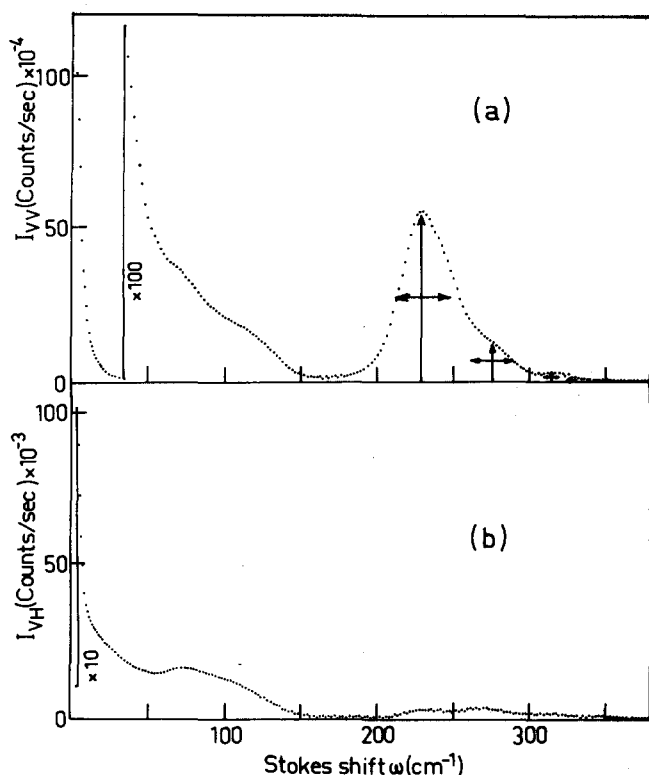 I_VV (Counts/sec) ×10⁻⁴
100
50
0
×100
(a)
I_VH (Counts/sec) ×10⁻³
100
50
0
×10
(b)
100
200
300
Stokes shift ω(cm⁻¹)